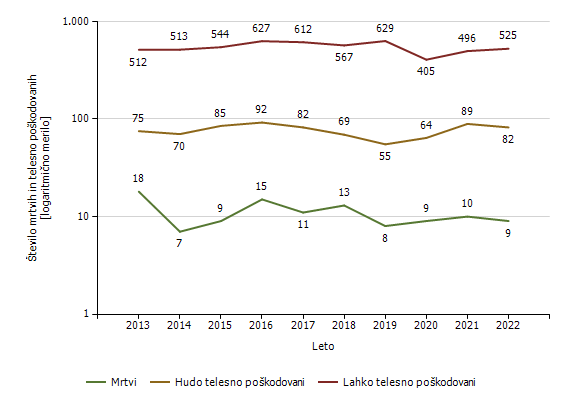 1.000
100
10
1
Število mrtvih in telesno poškodovanih
[logaritmično merilo]
512 513 544 627 612 567 629 405 496 525
75 70 85 92 82 69 55 64 89 82
18 7 9 15 11 13 8 9 10 9
2013 2014 2015 2016 2017 2018 2019 2020 2021 2022
Leto
Mrtvi Hudo telesno poškodovani Lahko telesno poškodovani